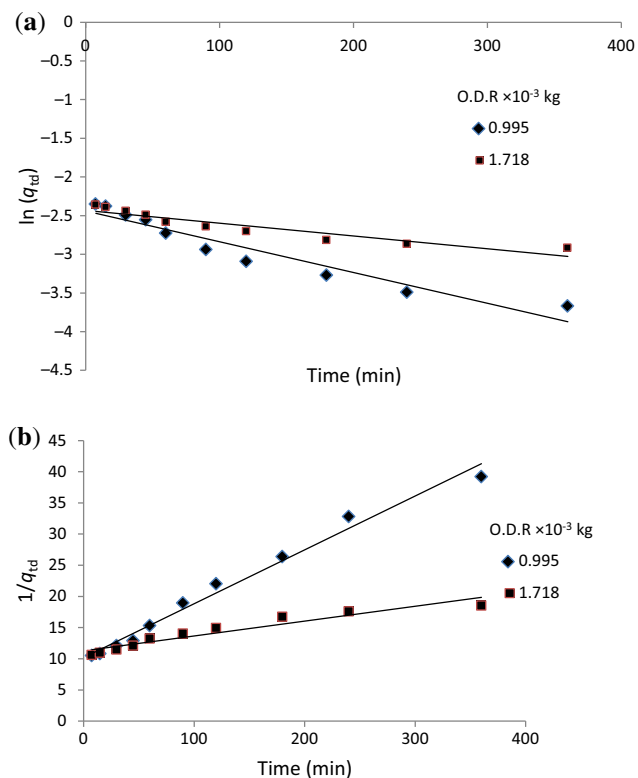 (a)
0
0 100 200 300 400
–0.5
–1
–1.5
–2
–2.5
–3
–3.5
–4
–4.5
ln (qtd)
Time (min)
O.D.R ×10-3 kg
0.995
1.718
(b)
45
40
35
30
25
20
15
10
5
0
0 100 200 300 400
1/qtd
Time (min)
O.D.R ×10-3 kg
0.995
1.718